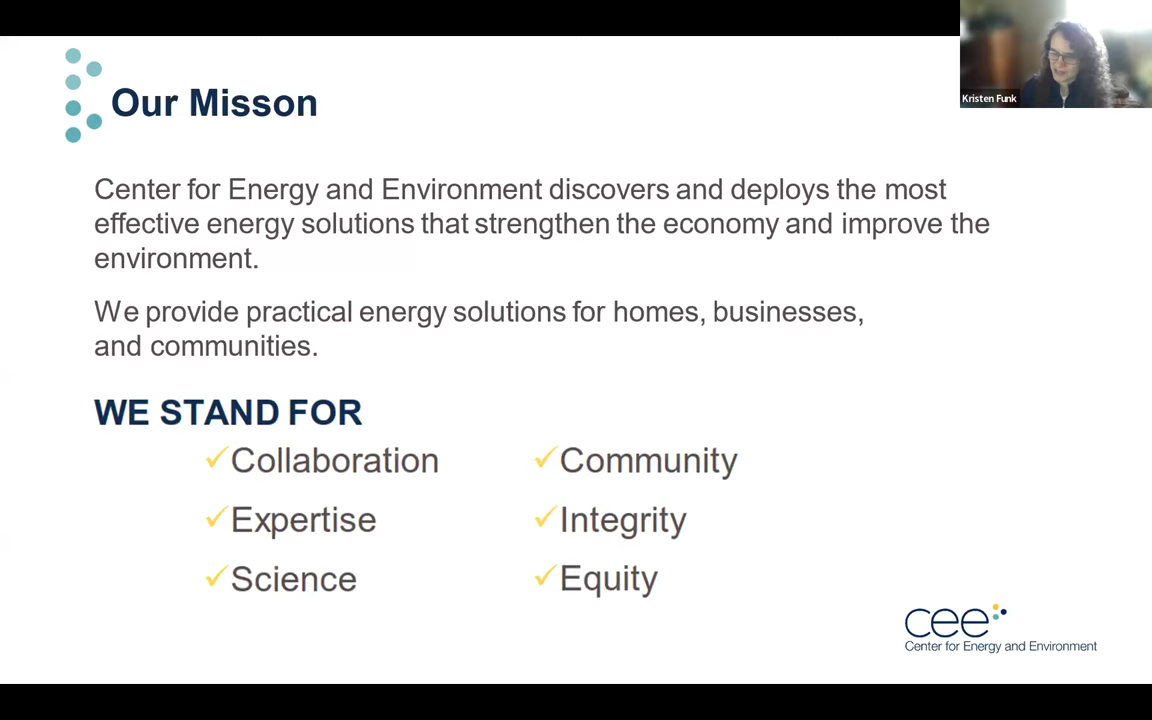 Kristen Funk
Our Misson
Center for Energy and Environment discovers and deploys the most
effective energy solutions that strengthen the economy and improve the
environment.
We provide practical energy solutions for homes, businesses,
and communities.
WE STAND FOR
Collaboration
Expertise
Science
Community
Integrity
Equity
cee
Center for Energy and Environment